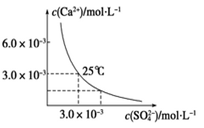 c(Ca²⁺)/mol·L⁻¹
6.0×10⁻³
3.0×10⁻³
25℃
3.0×10⁻³
c(SO₄²⁻)/mol·L⁻¹